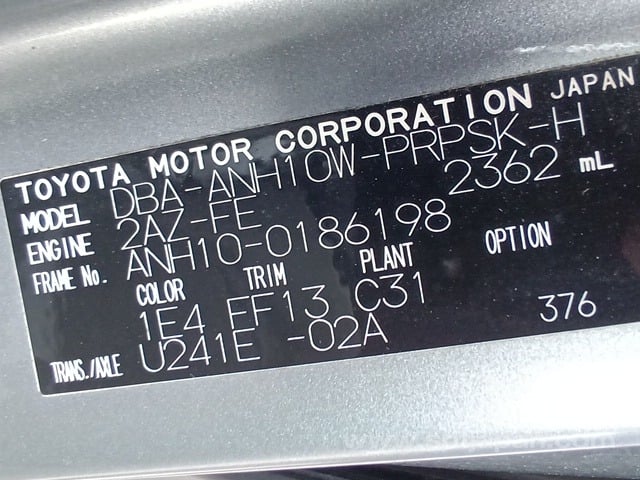 TOYOTA MOTOR CORPORATION JAPAN
MODEL DBA-ANH10W-PRPSK-H
ENGINE 2AZ-FE 2362 mL
FRAME No. ANH10-0186198
COLOR TRIM PLANT OPTION
1E4 FF13 C31 376
TRANS./AXLE U241E -02A